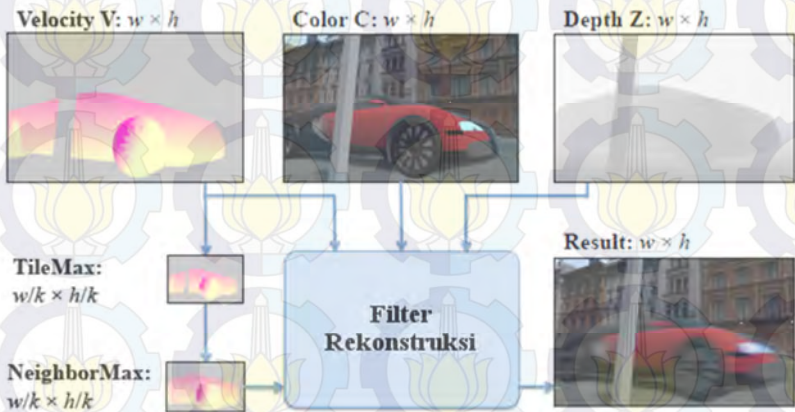 Velocity V: w × h
Color C: w × h
Depth Z: w × h
TileMax:
w/k × h/k
Filter
Rekonstruksi
Result: w × h
NeighborMax:
w/k × h/k